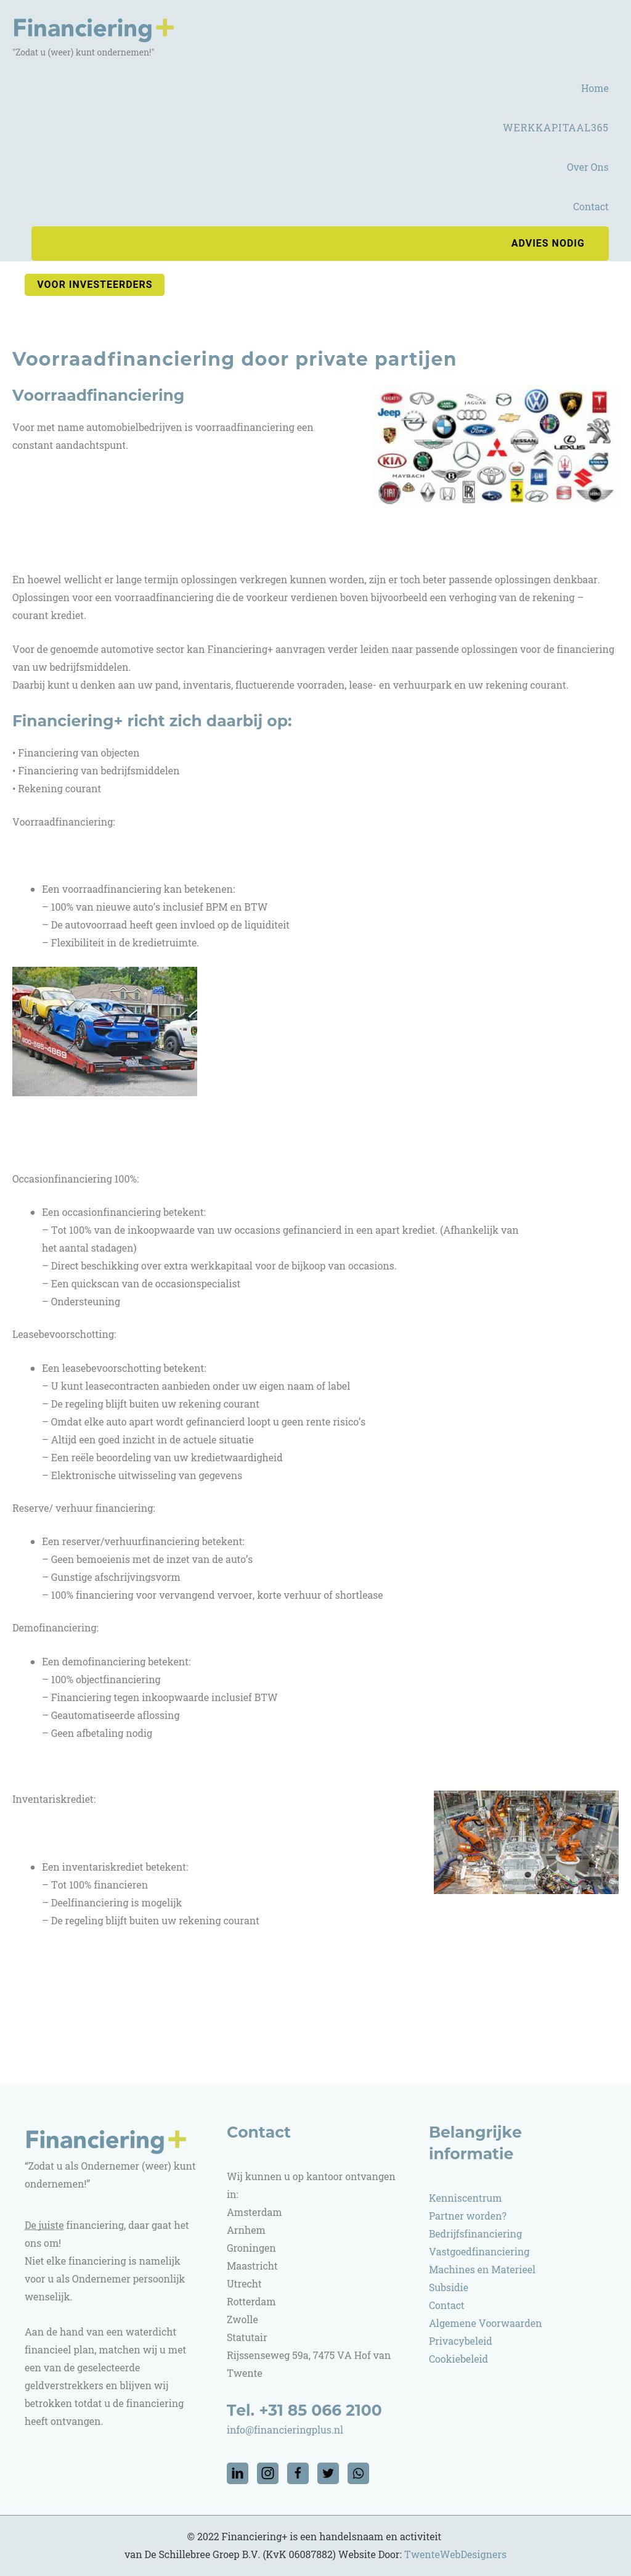 Financiering+
"Zodat u (weer) kunt ondernemen!"
Home
WERKKAPITAAL365
Over Ons
Contact
ADVIES NODIG
VOOR INVESTEERDERS
Voorraadfinanciering door private partijen
Voorraadfinanciering
Voor met name automobielbedrijven is voorraadfinanciering een
constant aandachtspunt.
JAGUAR
Jeep
Ford
NISSAN
LEXUS
KIA
MAYBACH
GM
VOLVO
FIAT
En hoewel wellicht er lange termijn oplossingen verkregen kunnen worden, zijn er toch beter passende oplossingen denkbaar.
Oplossingen voor een voorraadfinanciering die de voorkeur verdienen boven bijvoorbeeld een verhoging van de rekening –
courant krediet.
Voor de genoemde automotive sector kan Financiering+ aanvragen verder leiden naar passende oplossingen voor de financiering
van uw bedrijfsmiddelen.
Daarbij kunt u denken aan uw pand, inventaris, fluctuerende voorraden, lease- en verhuurpark en uw rekening courant.
Financiering+ richt zich daarbij op:
• Financiering van objecten
• Financiering van bedrijfsmiddelen
• Rekening courant
Voorraadfinanciering:
• Een voorraadfinanciering kan betekenen:
– 100% van nieuwe auto’s inclusief BPM en BTW
– De autovoorraad heeft geen invloed op de liquiditeit
– Flexibiliteit in de kredietruimte.
800-595-4869
Occasionfinanciering 100%:
• Een occasionfinanciering betekent:
– Tot 100% van de inkoopwaarde van uw occasions gefinancierd in een apart krediet. (Afhankelijk van
het aantal stadagen)
– Direct beschikking over extra werkkapitaal voor de bijkoop van occasions.
– Een quickscan van de occasionspecialist
– Ondersteuning
Leasebevoorschotting:
• Een leasebevoorschotting betekent:
– U kunt leasecontracten aanbieden onder uw eigen naam of label
– De regeling blijft buiten uw rekening courant
– Omdat elke auto apart wordt gefinancierd loopt u geen rente risico’s
– Altijd een goed inzicht in de actuele situatie
– Een reële beoordeling van uw kredietwaardigheid
– Elektronische uitwisseling van gegevens
Reserve/ verhuur financiering:
• Een reserver/verhuurfinanciering betekent:
– Geen bemoeienis met de inzet van de auto’s
– Gunstige afschrijvingsvorm
– 100% financiering voor vervangend vervoer, korte verhuur of shortlease
Demofinanciering:
• Een demofinanciering betekent:
– 100% objectfinanciering
– Financiering tegen inkoopwaarde inclusief BTW
– Geautomatiseerde aflossing
– Geen afbetaling nodig
Inventariskrediet:
• Een inventariskrediet betekent:
– Tot 100% financieren
– Deelfinanciering is mogelijk
– De regeling blijft buiten uw rekening courant
Financiering+
“Zodat u als Ondernemer (weer) kunt
ondernemen!”
De juiste financiering, daar gaat het
ons om!
Niet elke financiering is namelijk
voor u als Ondernemer persoonlijk
wenselijk.
Aan de hand van een waterdicht
financieel plan, matchen wij u met
een van de geselecteerde
geldverstrekkers en blijven wij
betrokken totdat u de financiering
heeft ontvangen.
Contact
Wij kunnen u op kantoor ontvangen
in:
Amsterdam
Arnhem
Groningen
Maastricht
Utrecht
Rotterdam
Zwolle
Statutair
Rijssenseweg 59a, 7475 VA Hof van
Twente
Tel. +31 85 066 2100
info@financieringplus.nl
Belangrijke
informatie
Kenniscentrum
Partner worden?
Bedrijfsfinanciering
Vastgoedfinanciering
Machines en Materieel
Subsidie
Contact
Algemene Voorwaarden
Privacybeleid
Cookiebeleid
© 2022 Financiering+ is een handelsnaam en activiteit
van De Schillebree Groep B.V. (KvK 06087882) Website Door: TwenteWebDesigners